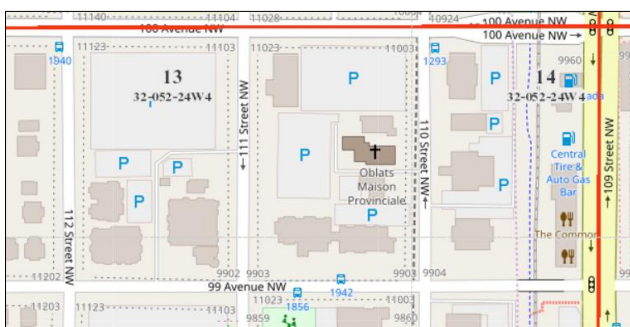 11140
11104
11028
10924
100 Avenue NW
100 Avenue NW
100 Avenue NW
11123
11103
11023
11003
1940
1293
9960
13
32-052-24W4
14
32-052-24W4
P
P
P
P
P
P
P
P
P
P
111 Street NW
110 Street NW
109 Street NW
112 Street NW
Central
Tire &
Auto Gas
Bar
Oblats
Maison
Provinciale
The Common
11202
9902
9903
9903
9904
99 Avenue NW
1942
1856
11203
11123
11103
11023
11003
9859
9860